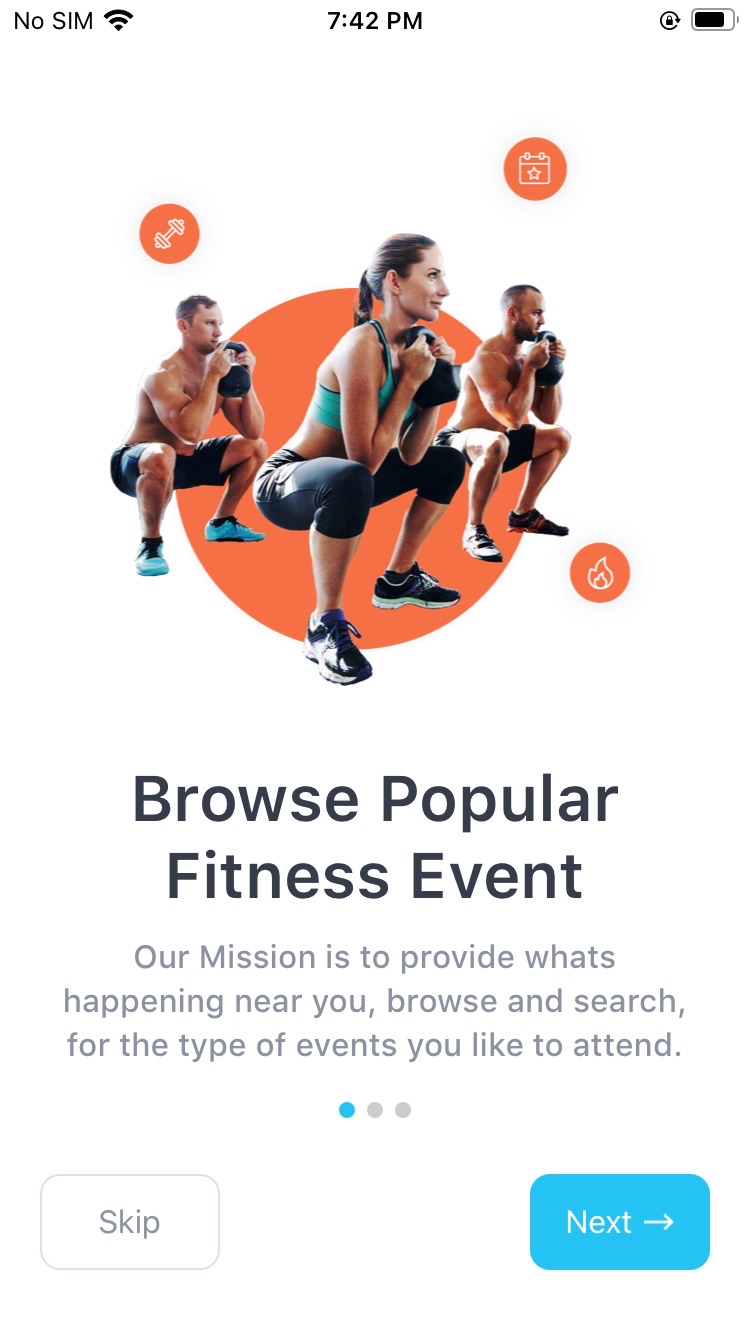 No SIM 7:42 PM
Browse Popular
Fitness Event
Our Mission is to provide whats
happening near you, browse and search,
for the type of events you like to attend.
Skip Next →